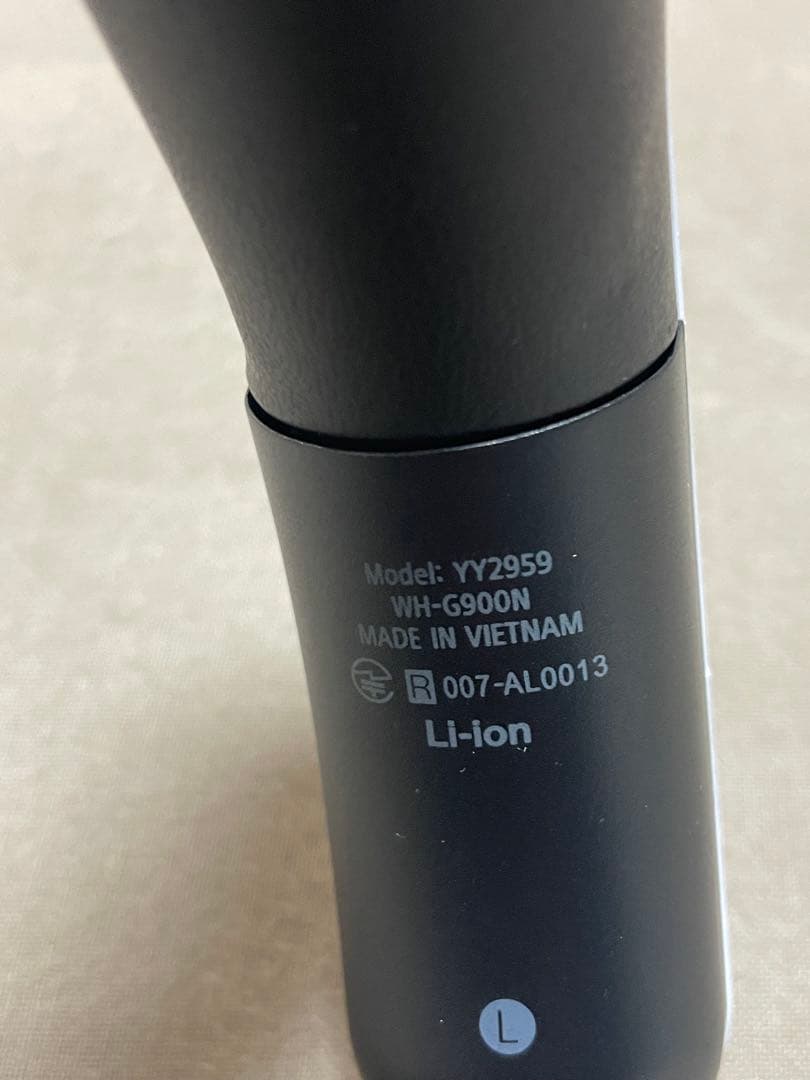 Model: YY2959
WH-G900N
MADE IN VIETNAM
R 007-AL0013
Li-ion
L